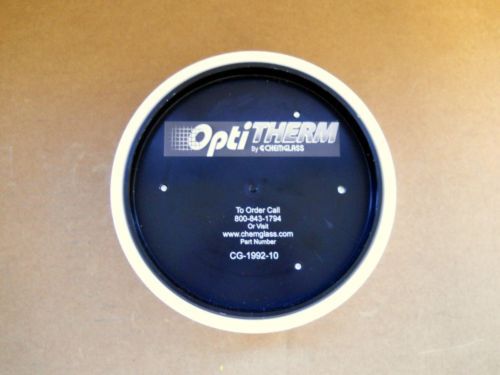 OptiTHERM
by CHEMGLASS
To Order Call
800-843-1794
Or Visit
www.chemglass.com
Part Number
CG-1992-10